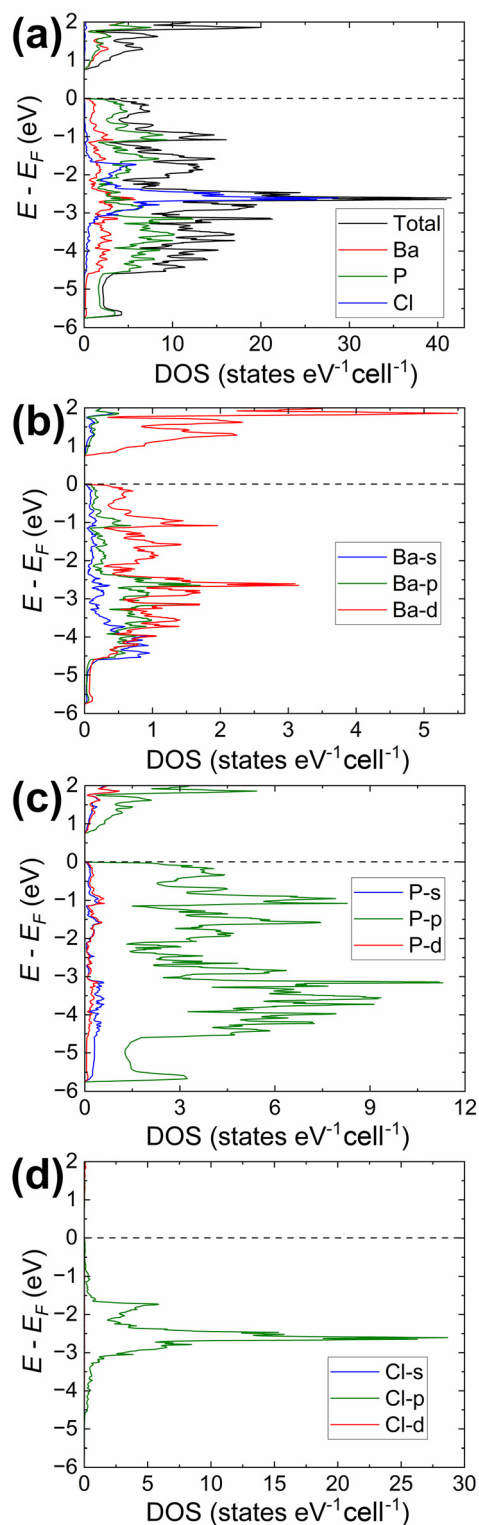 (a)
2
1
0
−1
−2
−3
−4
−5
−6
E - E_F (eV)
Total
Ba
P
Cl
0 10 20 30 40
DOS (states eV⁻¹cell⁻¹)
(b)
2
1
0
−1
−2
−3
−4
−5
−6
E - E_F (eV)
Ba-s
Ba-p
Ba-d
0 1 2 3 4 5
DOS (states eV⁻¹cell⁻¹)
(c)
2
1
0
−1
−2
−3
−4
−5
−6
E - E_F (eV)
P-s
P-p
P-d
0 3 6 9 12
DOS (states eV⁻¹cell⁻¹)
(d)
2
1
0
−1
−2
−3
−4
−5
−6
E - E_F (eV)
Cl-s
Cl-p
Cl-d
0 5 10 15 20 25 30
DOS (states eV⁻¹cell⁻¹)